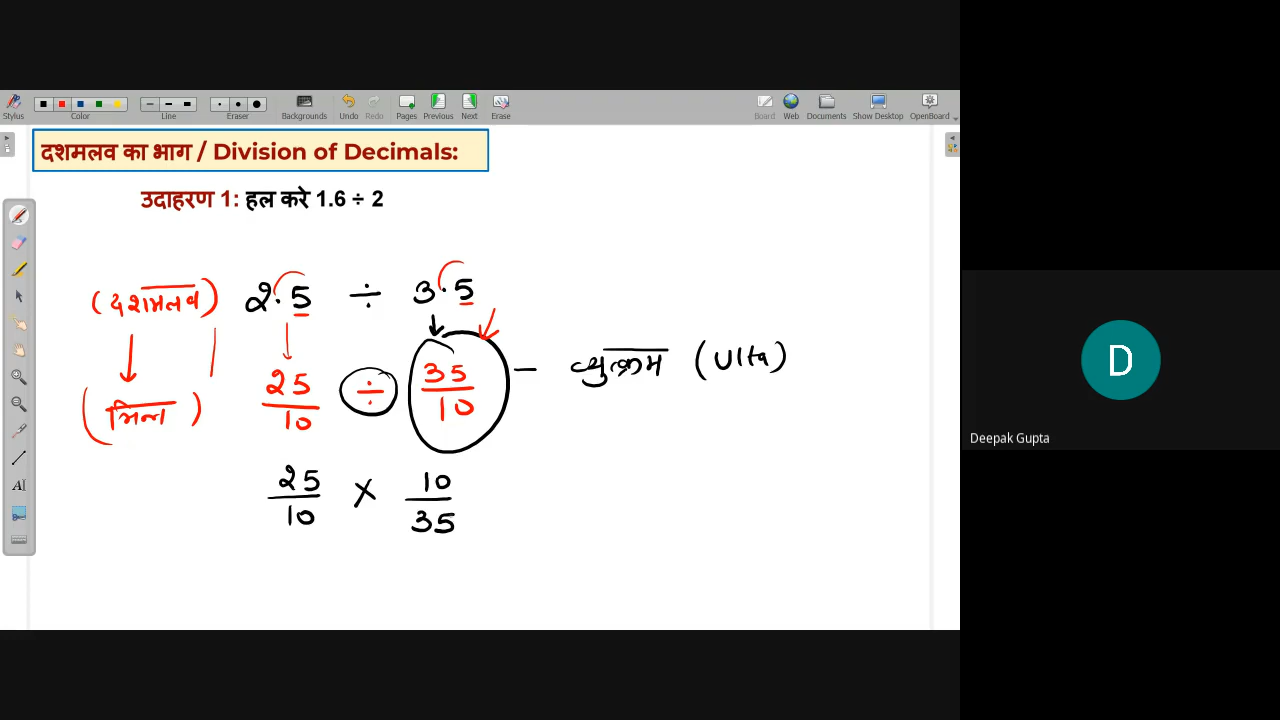 Stylus Color Line Eraser Backgrounds Undo Redo Pages Previous Next Erase Board Web Documents Show Desktop OpenBoard
दशमलव का भाग / Division of Decimals:
उदाहरण 1: हल करे 1.6 ÷ 2
(दशमलव) 2.5 ÷ 3.5
(भिन्न) 25/10 ÷ 35/10 – व्युत्क्रम (Ulta)
25/10 × 10/35
D
Deepak Gupta